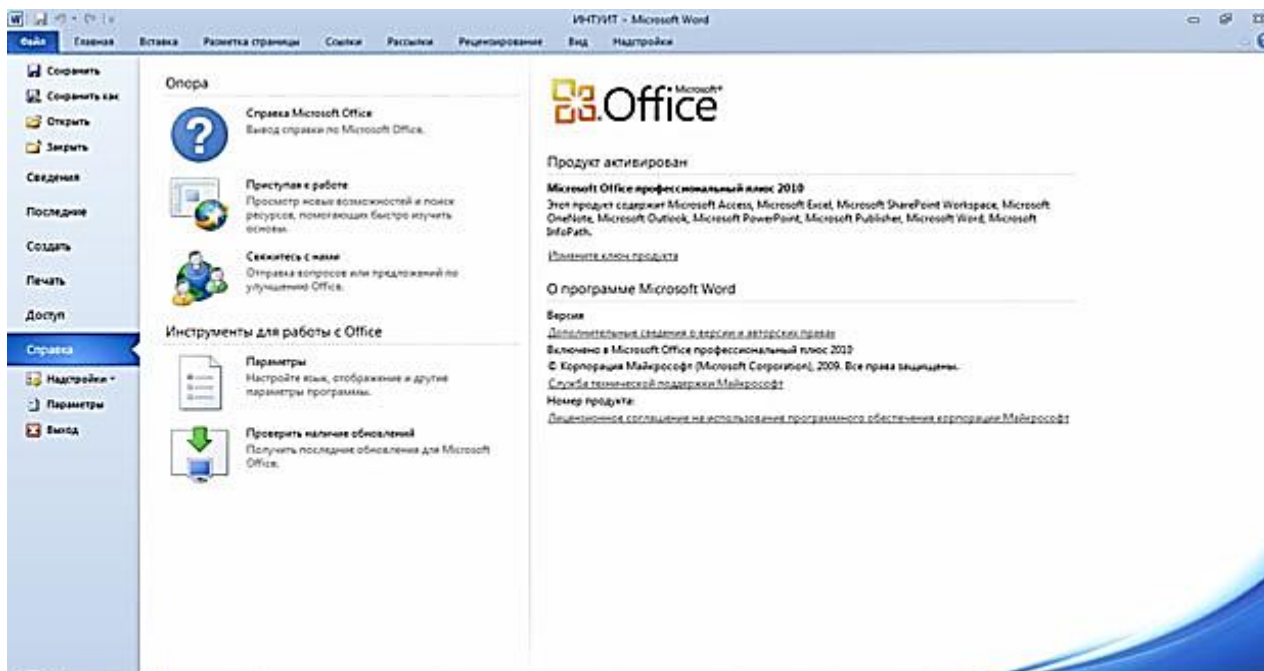 ИНТУИТ - Microsoft Word
Файл Главная Вставка Разметка страницы Ссылки Рассылки Рецензирование Вид Надстройки
Сохранить
Сохранить как
Открыть
Закрыть
Сведения
Последние
Создать
Печать
Доступ
Справка
Надстройки
Параметры
Выход
Опора
Справка Microsoft Office
Вывод справки по Microsoft Office.
Приступая к работе
Просмотр новых возможностей и поиск
ресурсов, помогающих быстро изучить
основы.
Свяжитесь с нами
Отправка вопросов или предложений по
улучшению Office.
Инструменты для работы с Office
Параметры
Настройте язык, отображение и другие
параметры программы.
Проверить наличие обновлений
Получить последние обновления для Microsoft
Office.
Microsoft
Office
Продукт активирован
Microsoft Office профессиональный плюс 2010
Этот продукт содержит Microsoft Access, Microsoft Excel, Microsoft SharePoint Workspace, Microsoft
OneNote, Microsoft Outlook, Microsoft PowerPoint, Microsoft Publisher, Microsoft Word, Microsoft
InfoPath.
Измените ключ продукта
О программе Microsoft Word
Версия
Дополнительные сведения о версии и авторских правах
Включено в Microsoft Office профессиональный плюс 2010
© Корпорация Майкрософт (Microsoft Corporation), 2009. Все права защищены.
Служба технической поддержки Майкрософт
Номер продукта:
Лицензионное соглашение на использование программного обеспечения корпорации Майкрософт